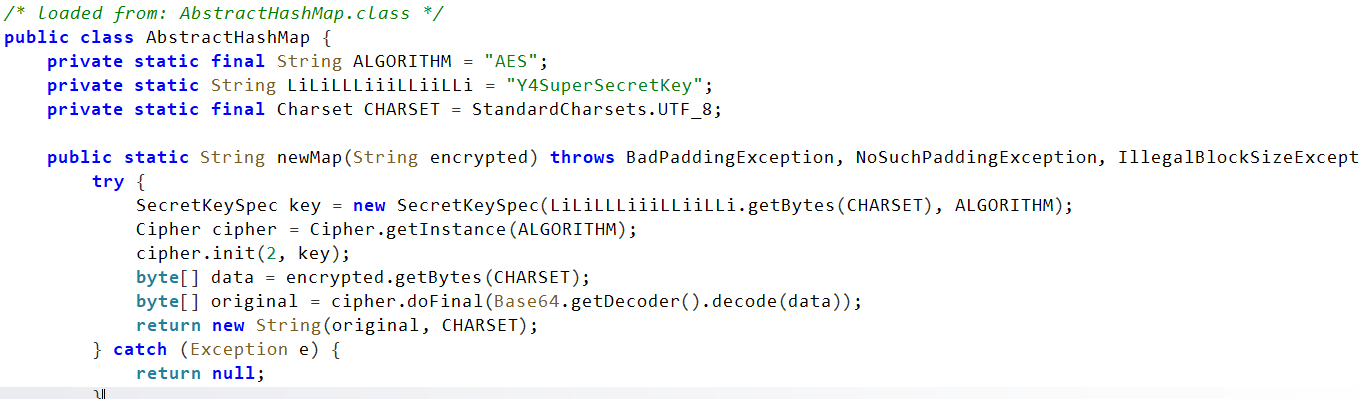 /* loaded from: AbstractHashMap.class */
public class AbstractHashMap {
private static final String ALGORITHM = "AES";
private static String LiLiLLLiiiLLiiLLi = "Y4SuperSecretKey";
private static final Charset CHARSET = StandardCharsets.UTF_8;
public static String newMap(String encrypted) throws BadPaddingException, NoSuchPaddingException, IllegalBlockSizeExcept
try {
SecretKeySpec key = new SecretKeySpec(LiLiLLLiiiLLiiLLi.getBytes(CHARSET), ALGORITHM);
Cipher cipher = Cipher.getInstance(ALGORITHM);
cipher.init(2, key);
byte[] data = encrypted.getBytes(CHARSET);
byte[] original = cipher.doFinal(Base64.getDecoder().decode(data));
return new String(original, CHARSET);
} catch (Exception e) {
return null;
}